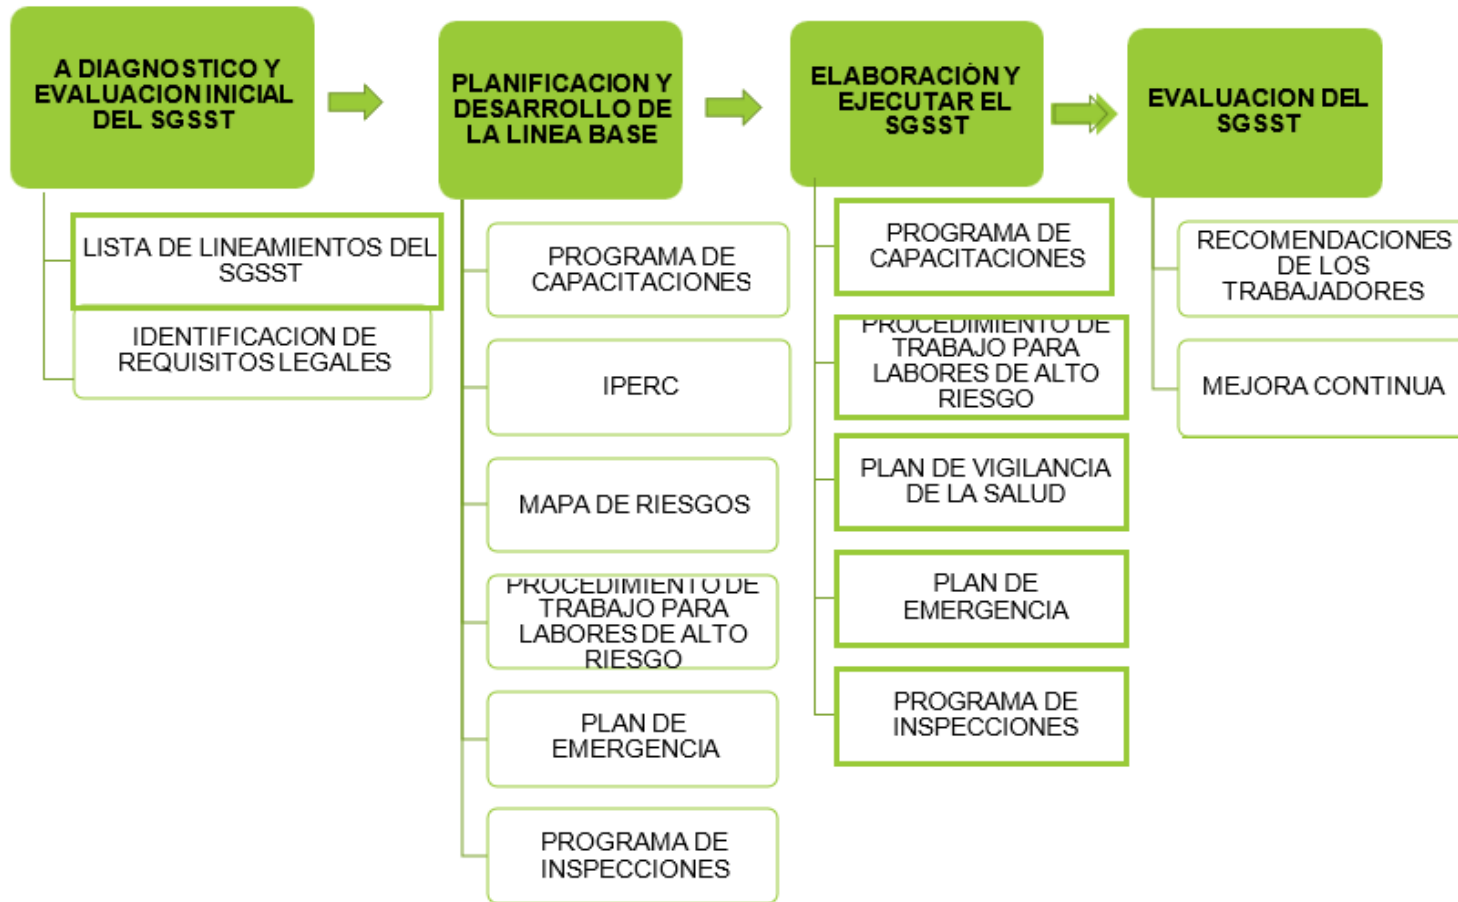 A DIAGNOSTICO Y
EVALUACION INICIAL
DEL SGSST
LISTA DE LINEAMIENTOS DEL
SGSST
IDENTIFICACION DE
REQUISITOS LEGALES
PLANIFICACION Y
DESARROLLO DE
LA LINEA BASE
PROGRAMA DE
CAPACITACIONES
IPERC
MAPA DE RIESGOS
PROCEDIMIENTO DE
TRABAJO PARA
LABORES DE ALTO
RIESGO
PLAN DE
EMERGENCIA
PROGRAMA DE
INSPECCIONES
ELABORACIÓN Y
EJECUTAR EL
SGSST
PROGRAMA DE
CAPACITACIONES
PROCEDIMIENTO DE
TRABAJO PARA
LABORES DE ALTO
RIESGO
PLAN DE VIGILANCIA
DE LA SALUD
PLAN DE
EMERGENCIA
PROGRAMA DE
INSPECCIONES
EVALUACION DEL
SGSST
RECOMENDACIONES
DE LOS
TRABAJADORES
MEJORA CONTINUA